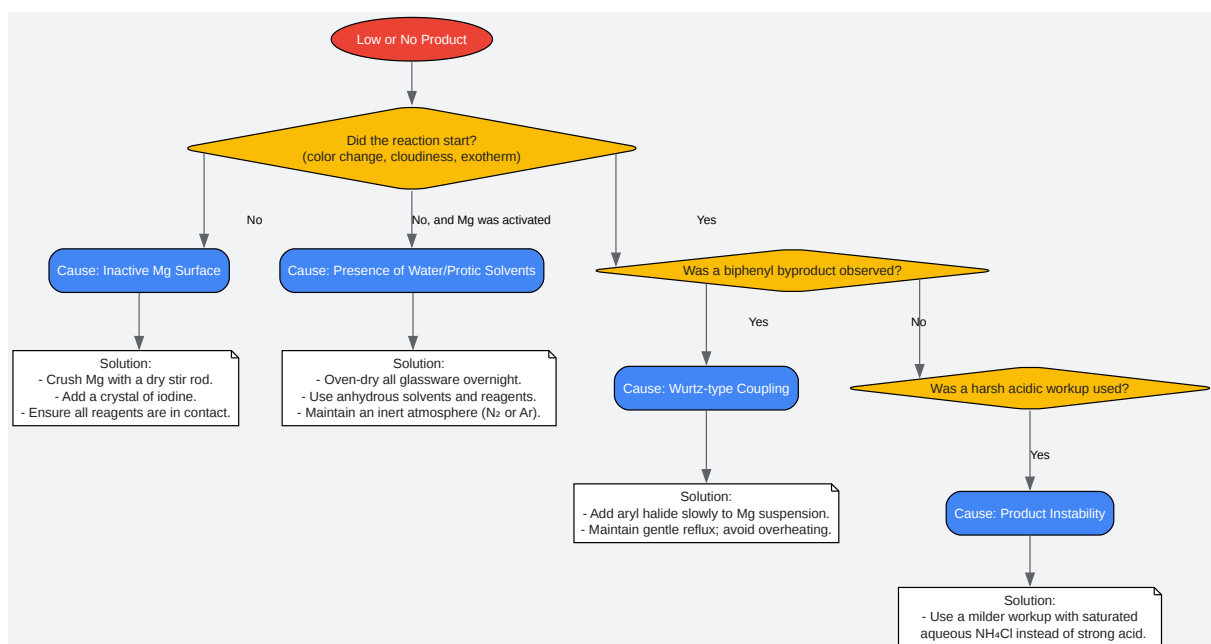 Low or No Product
Did the reaction start?
(color change, cloudiness, exotherm)
No
No, and Mg was activated
Yes
Cause: Inactive Mg Surface
Cause: Presence of Water/Protic Solvents
Was a biphenyl byproduct observed?
Yes
No
Solution:
- Crush Mg with a dry stir rod.
- Add a crystal of iodine.
- Ensure all reagents are in contact.
Solution:
- Oven-dry all glassware overnight.
- Use anhydrous solvents and reagents.
- Maintain an inert atmosphere (N₂ or Ar).
Cause: Wurtz-type Coupling
Was a harsh acidic workup used?
Yes
Solution:
- Add aryl halide slowly to Mg suspension.
- Maintain gentle reflux; avoid overheating.
Cause: Product Instability
Solution:
- Use a milder workup with saturated
aqueous NH₄Cl instead of strong acid.